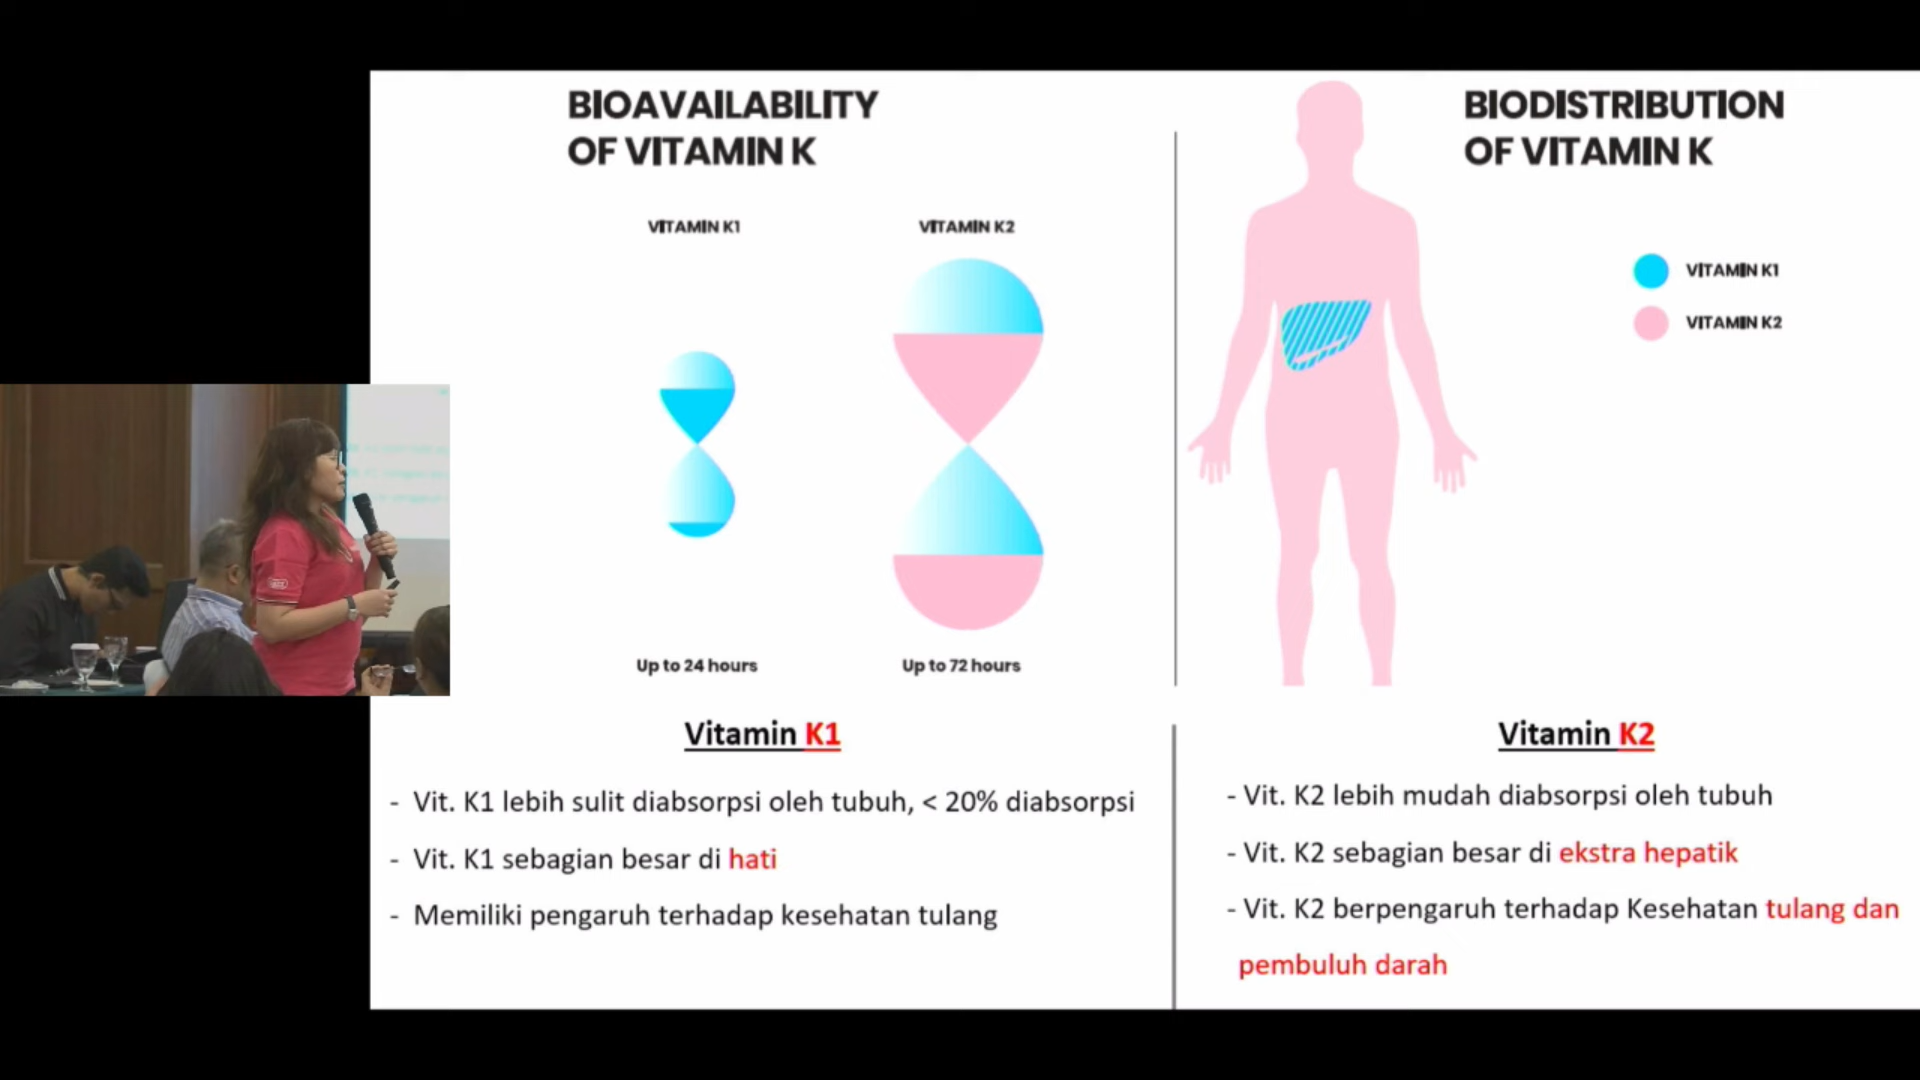 BIOAVAILABILITY
OF VITAMIN K
VITAMIN K1
VITAMIN K2
Up to 24 hours
Up to 72 hours
BIODISTRIBUTION
OF VITAMIN K
VITAMIN K1
VITAMIN K2
Vitamin K1
- Vit. K1 lebih sulit diabsorpsi oleh tubuh, < 20% diabsorpsi
- Vit. K1 sebagian besar di hati
- Memiliki pengaruh terhadap kesehatan tulang
Vitamin K2
- Vit. K2 lebih mudah diabsorpsi oleh tubuh
- Vit. K2 sebagian besar di ekstra hepatik
- Vit. K2 berpengaruh terhadap Kesehatan tulang dan
pembuluh darah